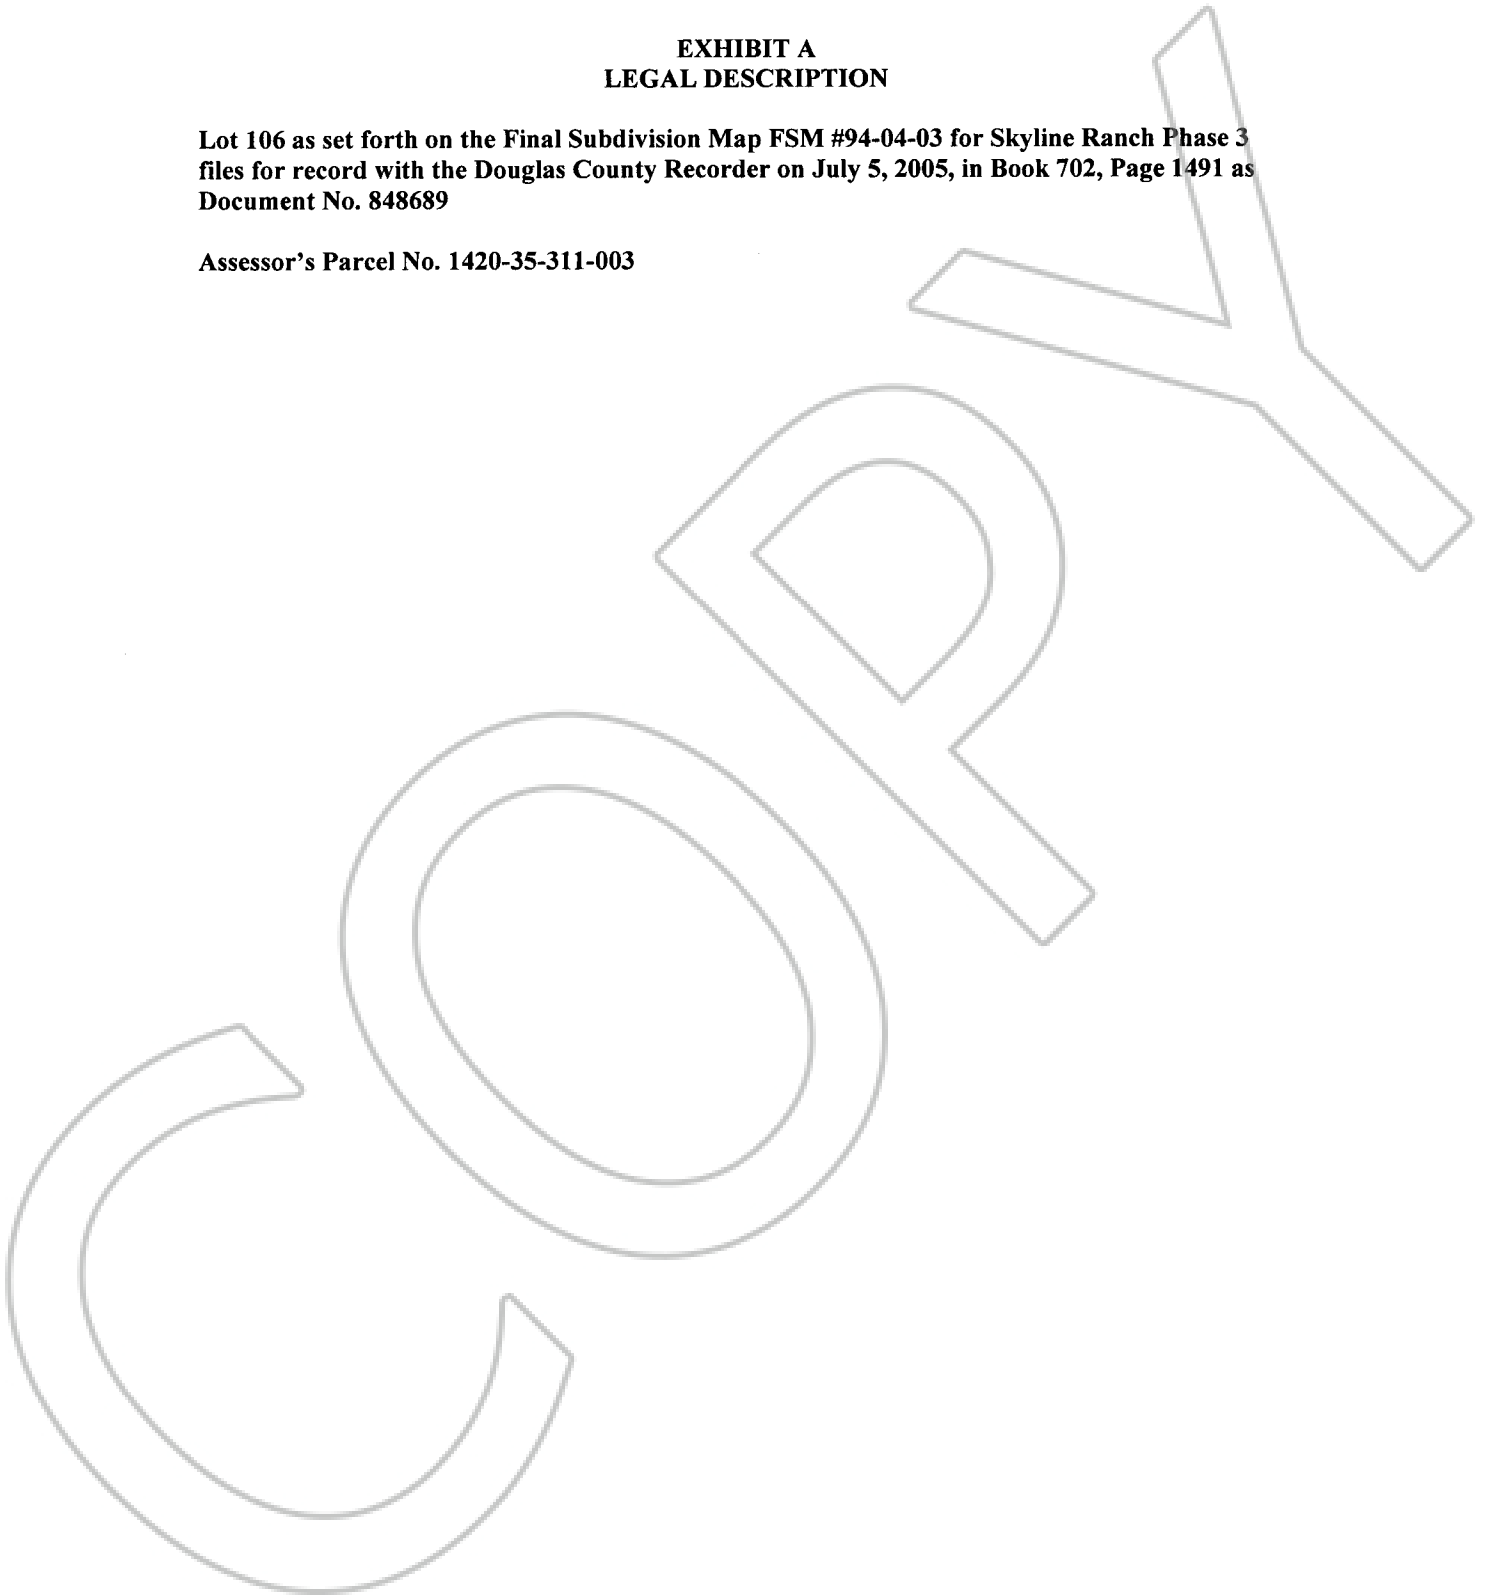 EXHIBIT A
LEGAL DESCRIPTION
Lot 106 as set forth on the Final Subdivision Map FSM #94-04-03 for Skyline Ranch Phase 3
files for record with the Douglas County Recorder on July 5, 2005, in Book 702, Page 1491 as
Document No. 848689
Assessor’s Parcel No. 1420-35-311-003
COPY